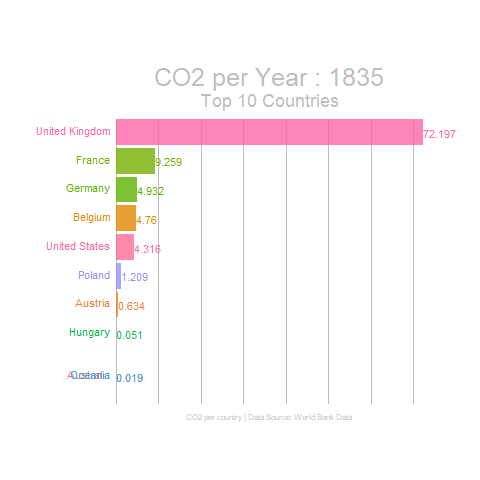 CO2 per Year : 1835
Top 10 Countries
United Kingdom 72.197
France 9.259
Germany 4.932
Belgium 4.76
United States 4.316
Poland 1.209
Austria 0.634
Hungary 0.051
Oceania 0.019
CO2 per country | Data Source: World Bank Data